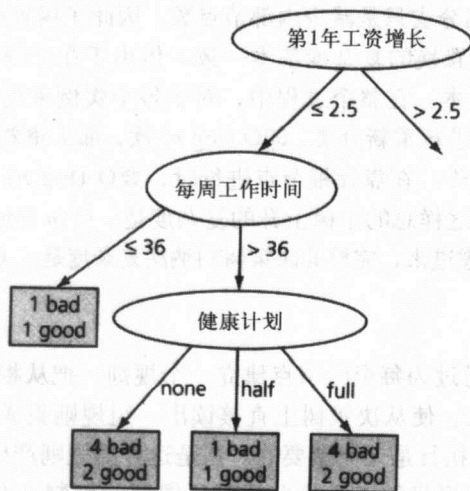 第1年工资增长
≤ 2.5
> 2.5
每周工作时间
≤ 36
> 36
1 bad
1 good
健康计划
none
half
full
4 bad
2 good
1 bad
1 good
4 bad
2 good